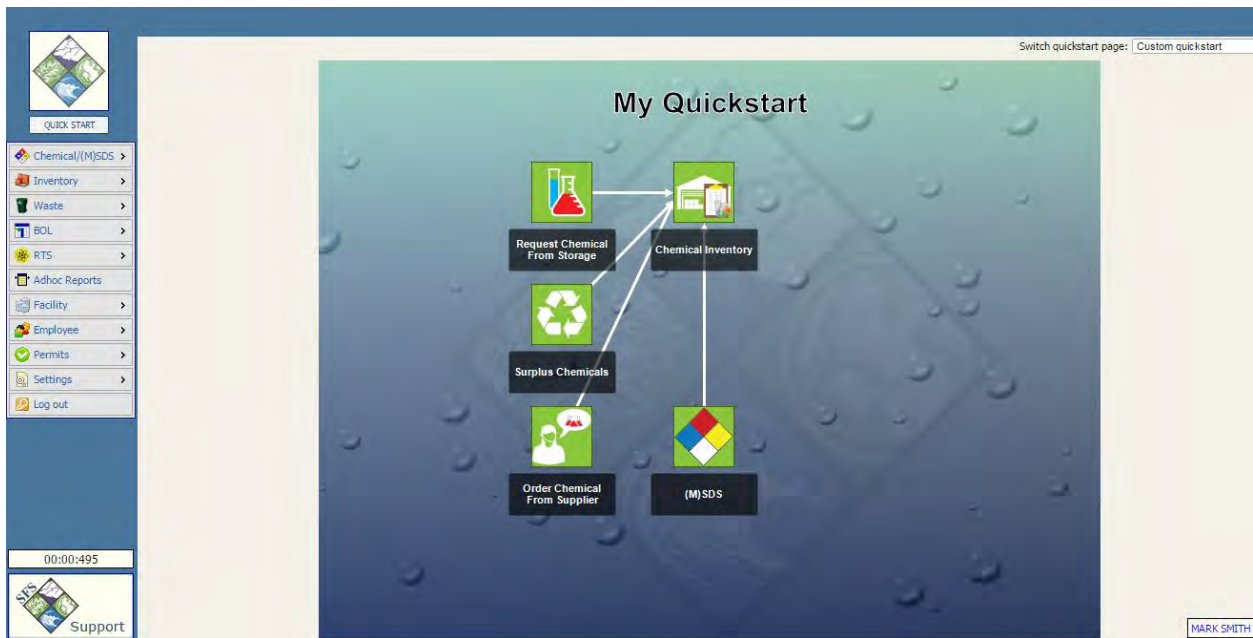 Switch quickstart page: Custom quickstart
QUICK START
Chemical/(M)SDS
Inventory
Waste
BOL
RTS
Adhoc Reports
Facility
Employee
Permits
Settings
Log out
My Quickstart
Request Chemical
From Storage
Chemical Inventory
Surplus Chemicals
Order Chemical
From Supplier
(M)SDS
00:00:495
SFS
Support
MARK SMITH